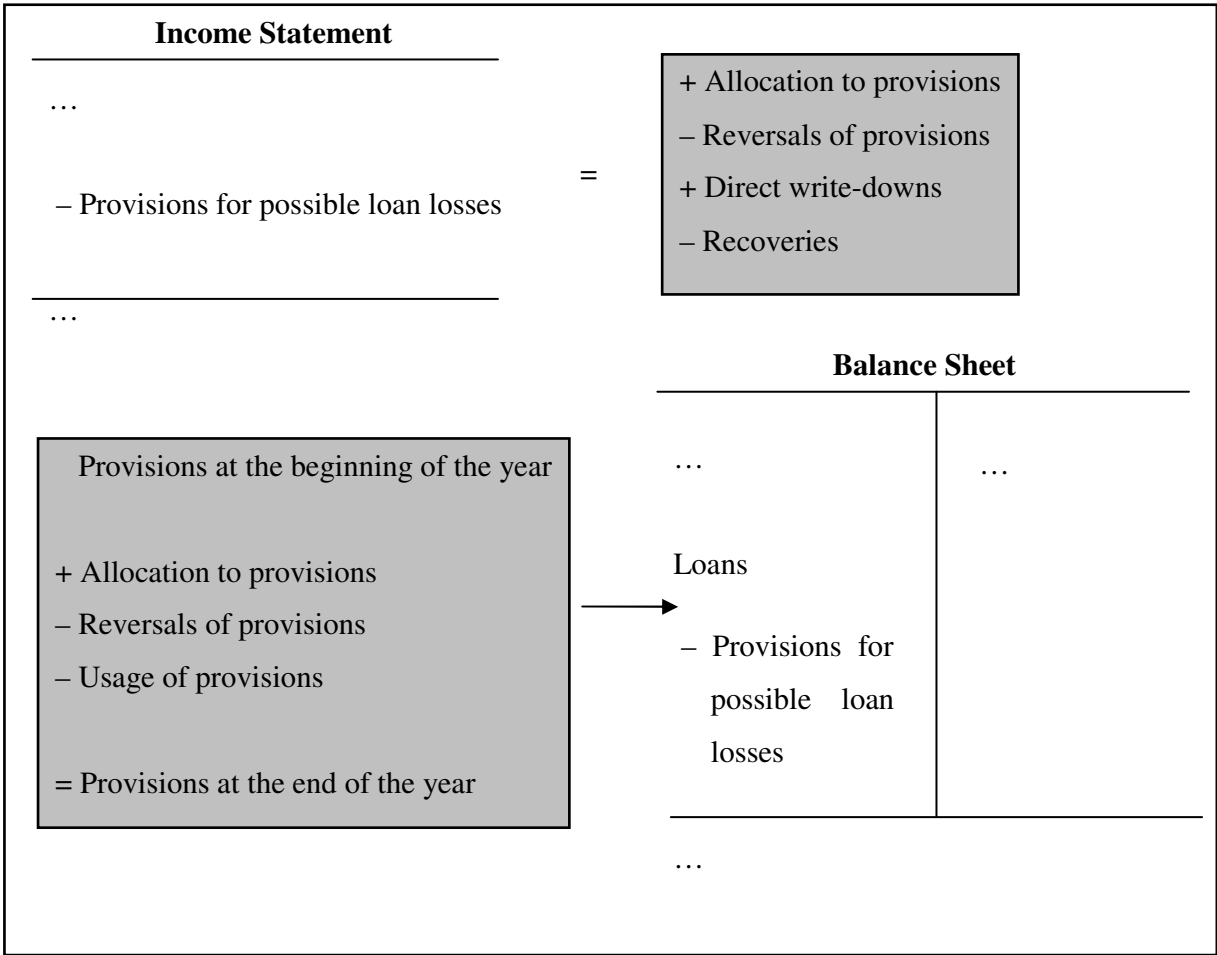 Income Statement
…
– Provisions for possible loan losses
…
=
+ Allocation to provisions
– Reversals of provisions
+ Direct write-downs
– Recoveries
Balance Sheet
Provisions at the beginning of the year
+ Allocation to provisions
– Reversals of provisions
– Usage of provisions
= Provisions at the end of the year
…
…
Loans
– Provisions for
possible loan
losses
…